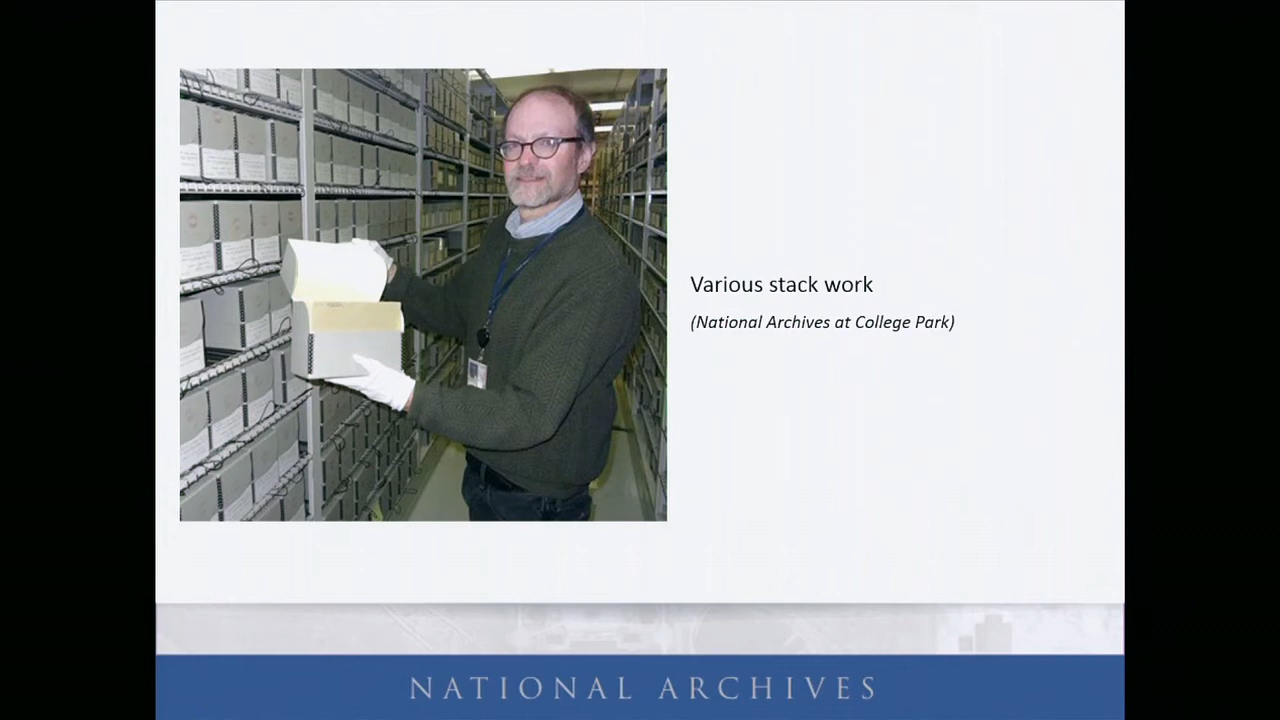 Various stack work
(National Archives at College Park)
NATIONAL ARCHIVES